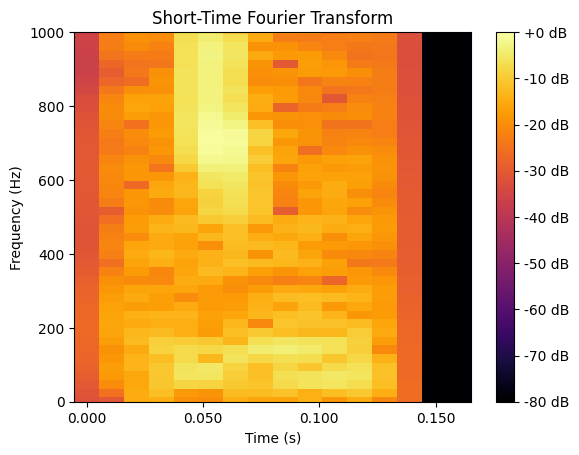 Short-Time Fourier Transform
1000
800
600
400
200
0
Frequency (Hz)
0.000
0.050
0.100
0.150
Time (s)
+0 dB
-10 dB
-20 dB
-30 dB
-40 dB
-50 dB
-60 dB
-70 dB
-80 dB